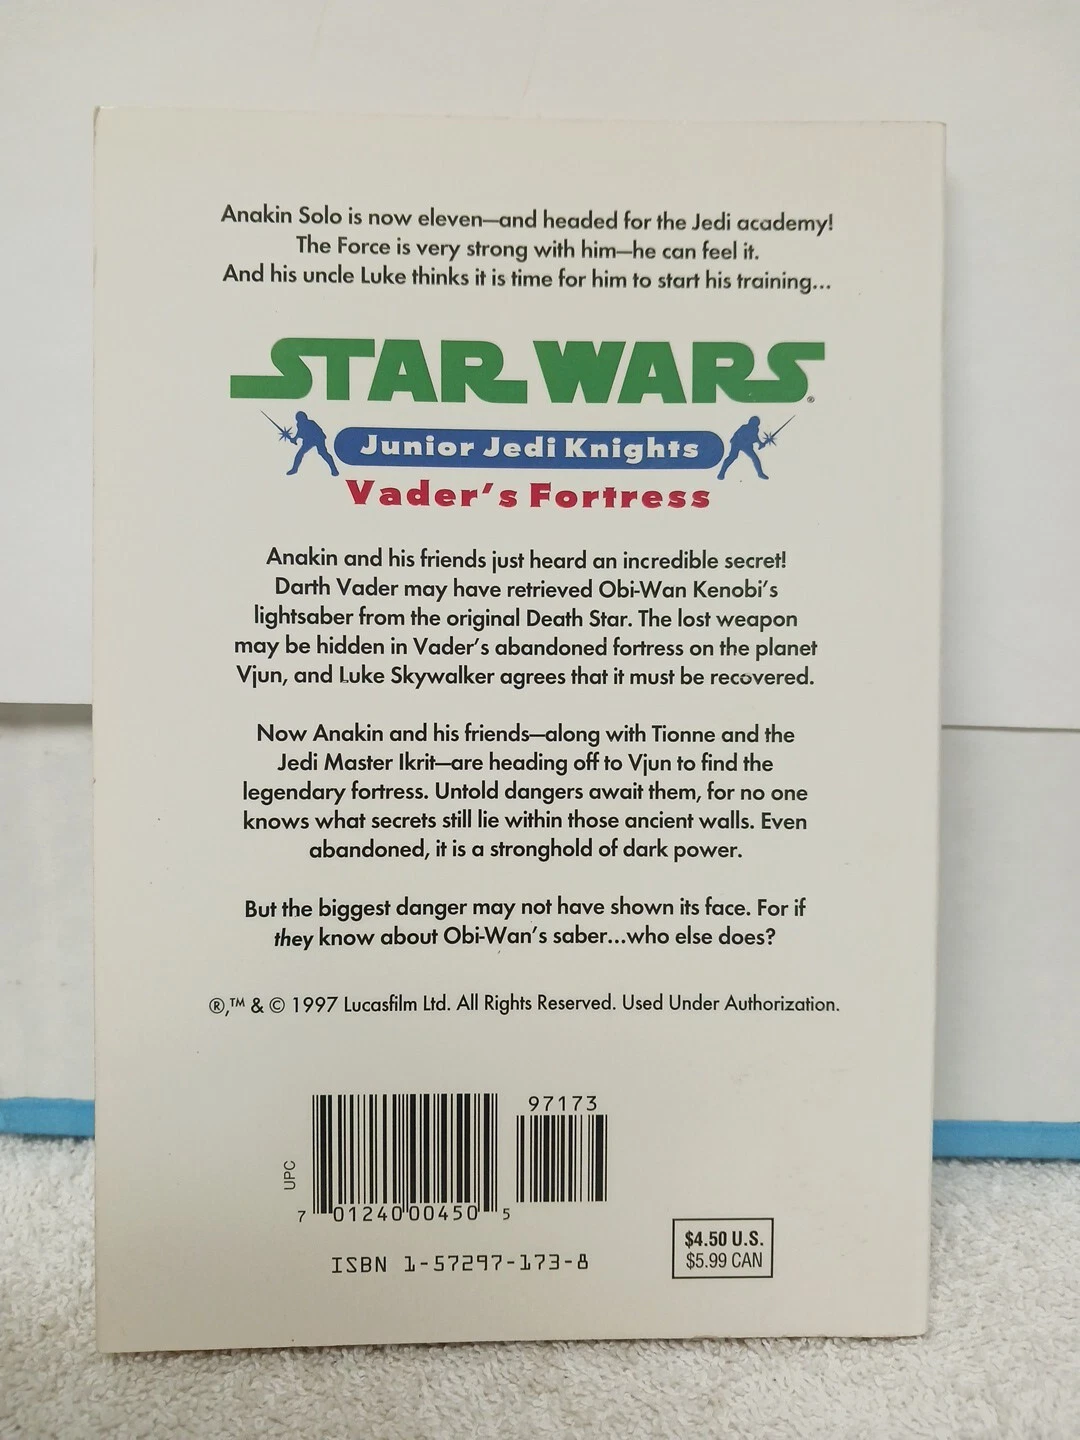 Anakin Solo is now eleven—and headed for the Jedi academy!
The Force is very strong with him—he can feel it.
And his uncle Luke thinks it is time for him to start his training...
STAR WARS®
Junior Jedi Knights
Vader's Fortress
Anakin and his friends just heard an incredible secret!
Darth Vader may have retrieved Obi-Wan Kenobi's
lightsaber from the original Death Star. The lost weapon
may be hidden in Vader's abandoned fortress on the planet
Vjun, and Luke Skywalker agrees that it must be recovered.
Now Anakin and his friends—along with Tionne and the
Jedi Master Ikrit—are heading off to Vjun to find the
legendary fortress. Untold dangers await them, for no one
knows what secrets still lie within those ancient walls. Even
abandoned, it is a stronghold of dark power.
But the biggest danger may not have shown its face. For if
they know about Obi-Wan's saber...who else does?
®,™ & © 1997 Lucasfilm Ltd. All Rights Reserved. Used Under Authorization.
97173
UPC
7 01240 00450 5
ISBN 1-57297-173-8
$4.50 U.S.
$5.99 CAN